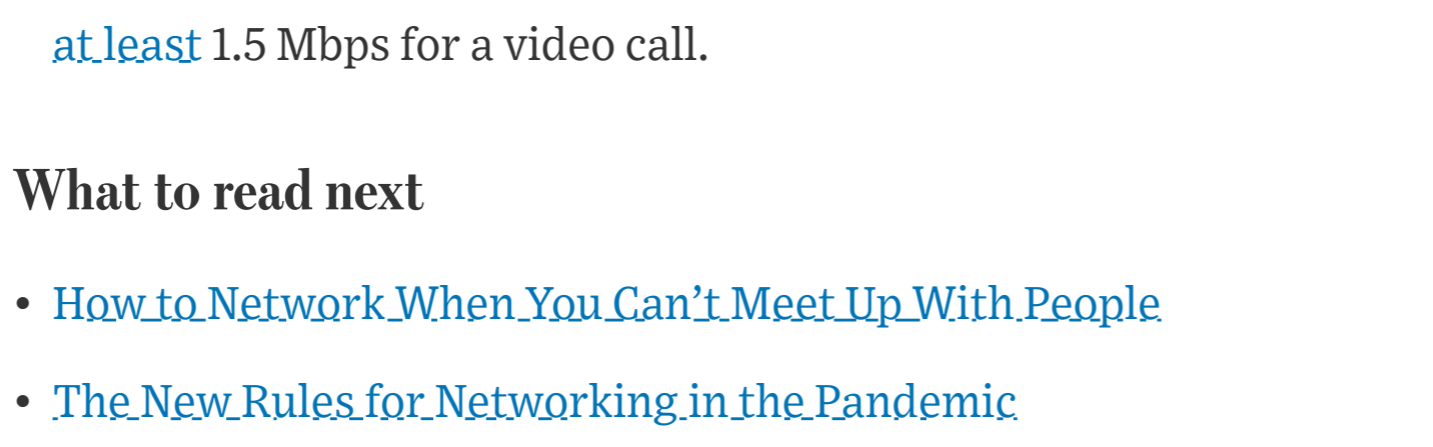 at least 1.5 Mbps for a video call.
What to read next
• How to Network When You Can’t Meet Up With People
• The New Rules for Networking in the Pandemic